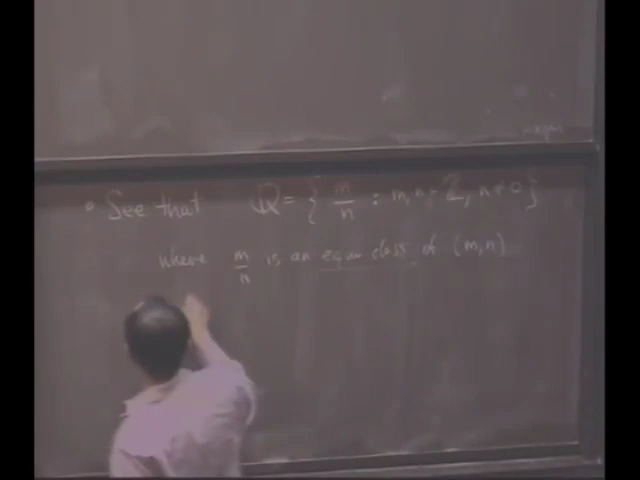 • See that ℚ = { m/n : m, n ∈ ℤ, n ≠ 0 }
where m/n is an equiv class of (m, n)